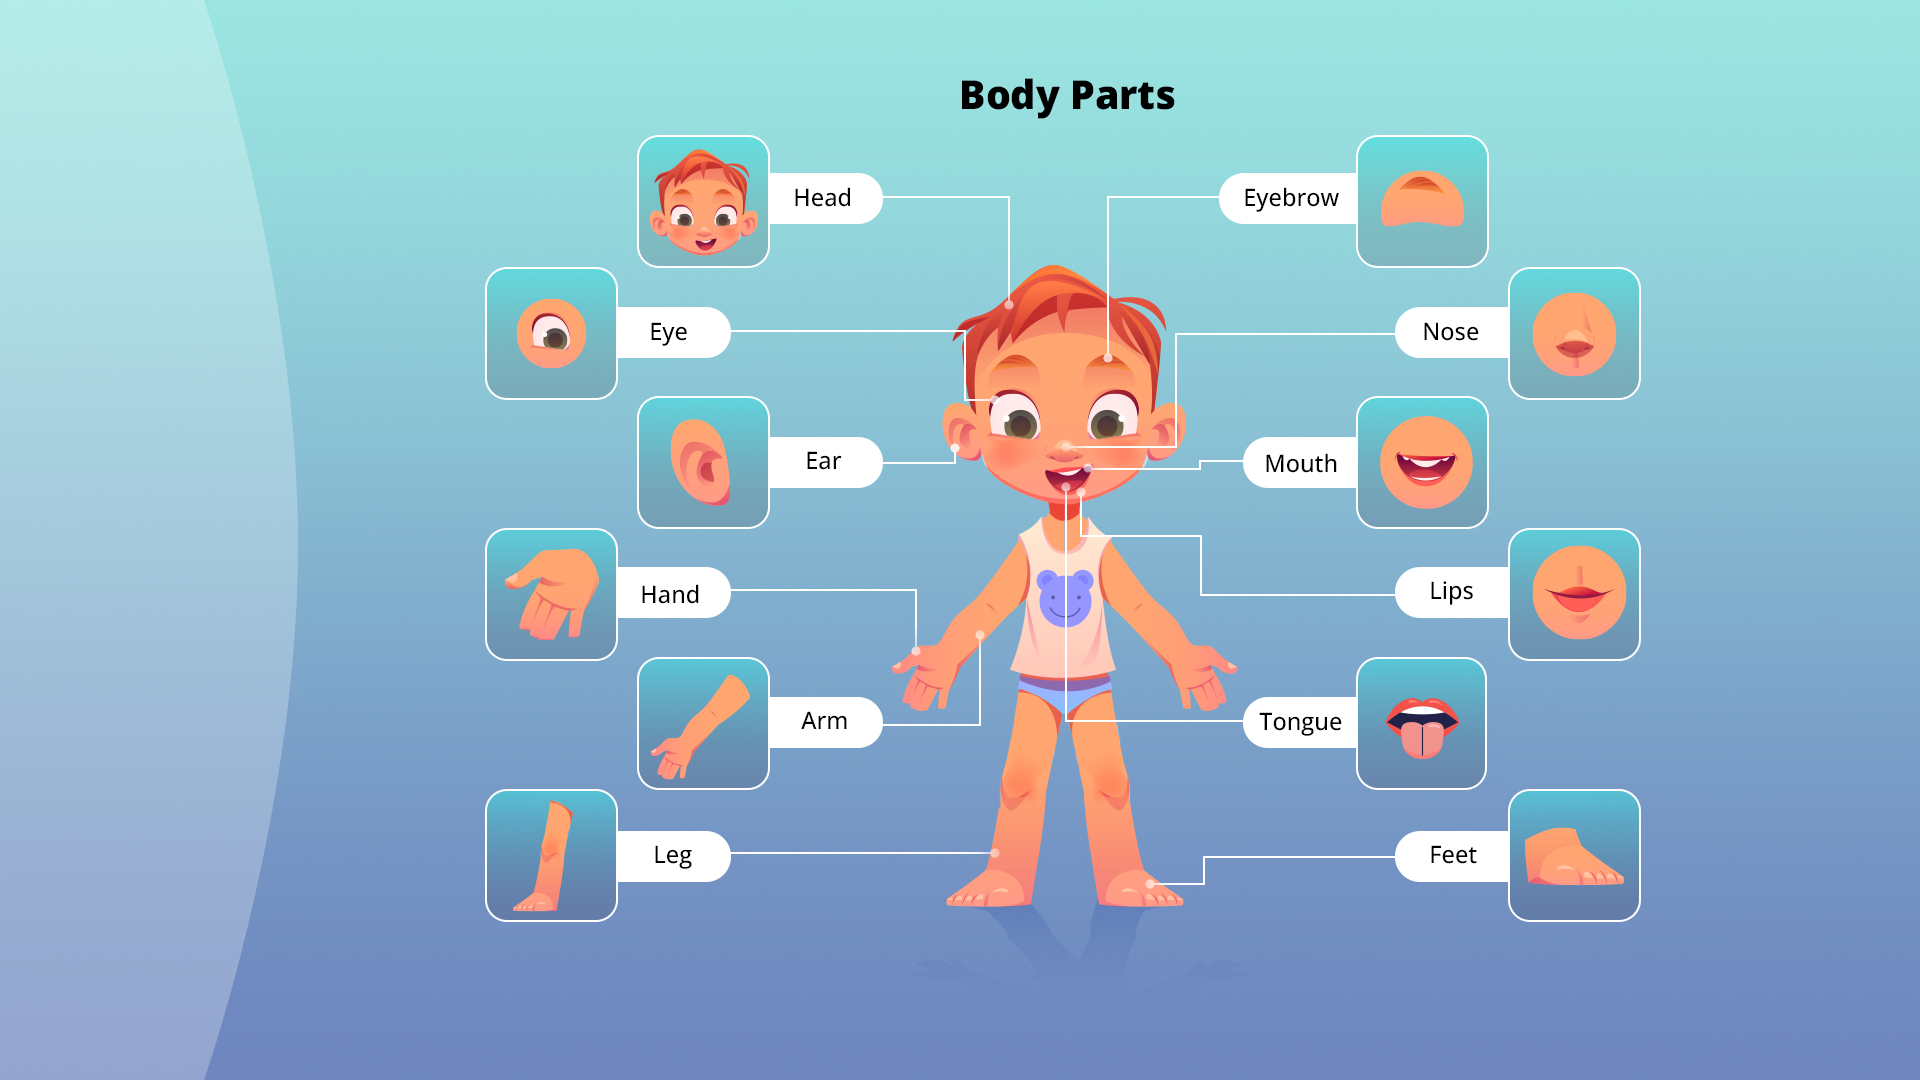 Body Parts
Head
Eyebrow
Eye
Nose
Ear
Mouth
Hand
Lips
Arm
Tongue
Leg
Feet